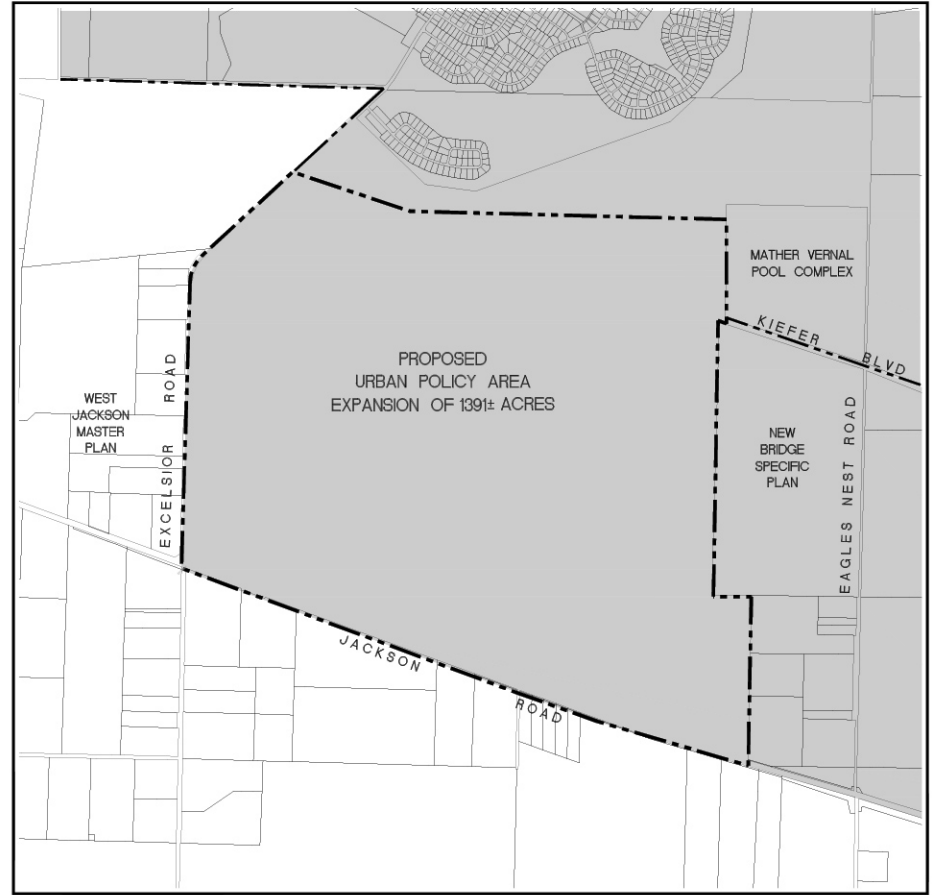 MATHER VERNAL
POOL COMPLEX
KIEFER BLVD
PROPOSED
URBAN POLICY AREA
EXPANSION OF 1391± ACRES
WEST
JACKSON
MASTER
PLAN
EXCELSIOR ROAD
NEW
BRIDGE
SPECIFIC
PLAN
EAGLES NEST ROAD
JACKSON ROAD